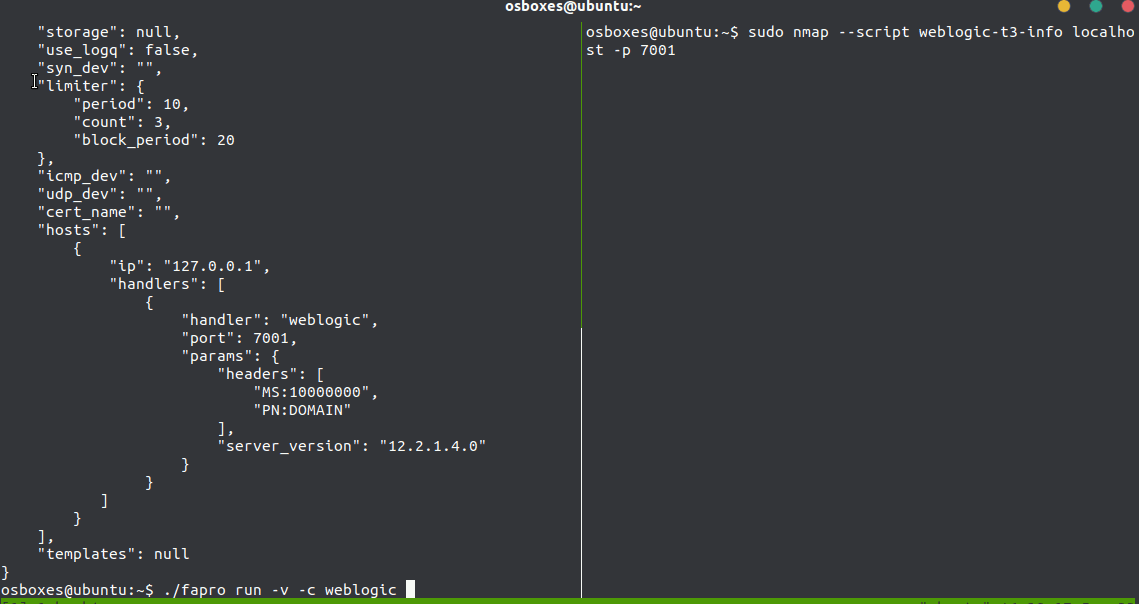 osboxes@ubuntu:~
"storage": null,
"use_logq": false,
"syn_dev": "",
"limiter": {
"period": 10,
"count": 3,
"block_period": 20
},
"icmp_dev": "",
"udp_dev": "",
"cert_name": "",
"hosts": [
{
"ip": "127.0.0.1",
"handlers": [
{
"handler": "weblogic",
"port": 7001,
"params": {
"headers": [
"MS:10000000",
"PN:DOMAIN"
],
"server_version": "12.2.1.4.0"
}
}
]
}
],
"templates": null
}
osboxes@ubuntu:~$ ./fapro run -v -c weblogic
osboxes@ubuntu:~$ sudo nmap --script weblogic-t3-info localho
st -p 7001